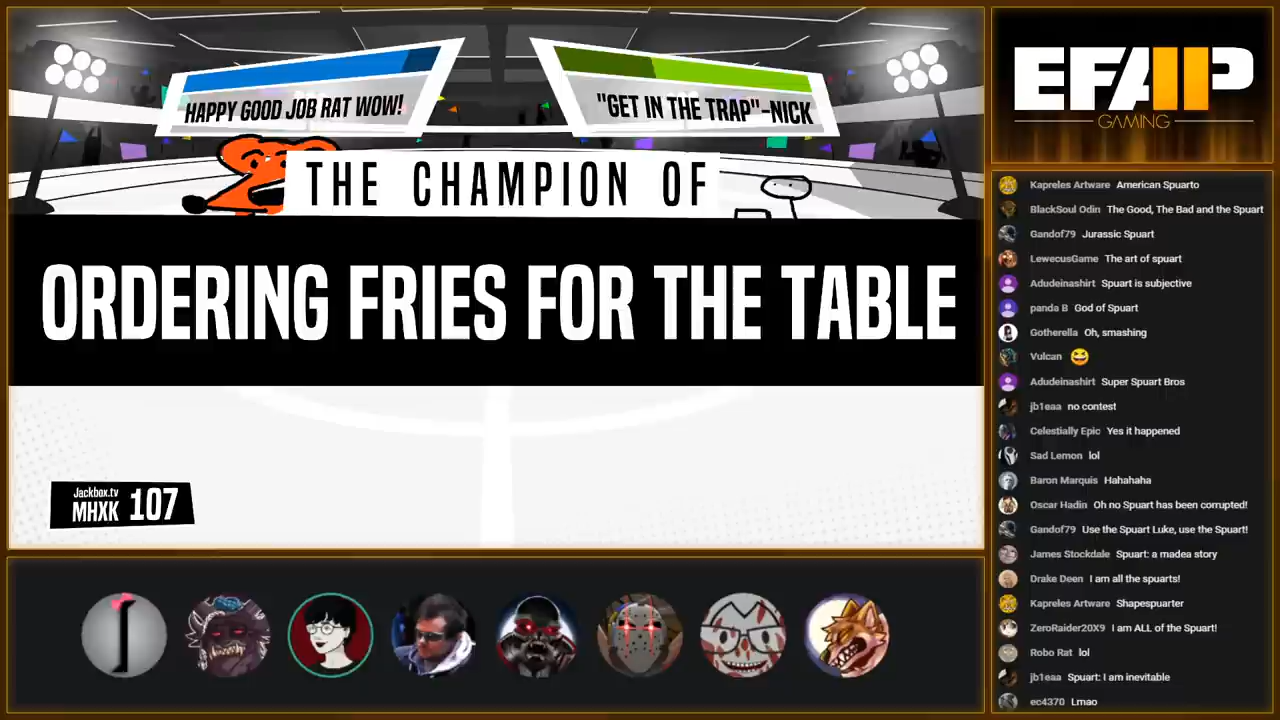 HAPPY GOOD JOB RAT WOW!
"GET IN THE TRAP"-NICK
THE CHAMPION OF
ORDERING FRIES FOR THE TABLE
Jackbox.tv
MHXK 107
EFAP
GAMING
Kapreles Artware American Spuarto
BlackSoul Odin The Good, The Bad and the Spuart
Gandof79 Jurassic Spuart
LewecusGame The art of spuart
Adudeinashirt Spuart is subjective
panda B God of Spuart
Gotherella Oh, smashing
Vulcan 😆
Adudeinashirt Super Spuart Bros
jb1eaa no contest
Celestially Epic Yes it happened
Sad Lemon lol
Baron Marquis Hahahaha
Oscar Hadin Oh no Spuart has been corrupted!
Gandof79 Use the Spuart Luke, use the Spuart!
James Stockdale Spuart: a madea story
Drake Deen I am all the spuarts!
Kapreles Artware Shapespuarter
ZeroRaider20X9 I am ALL of the Spuart!
Robo Rat lol
jb1eaa Spuart: I am inevitable
ec4370 Lmao